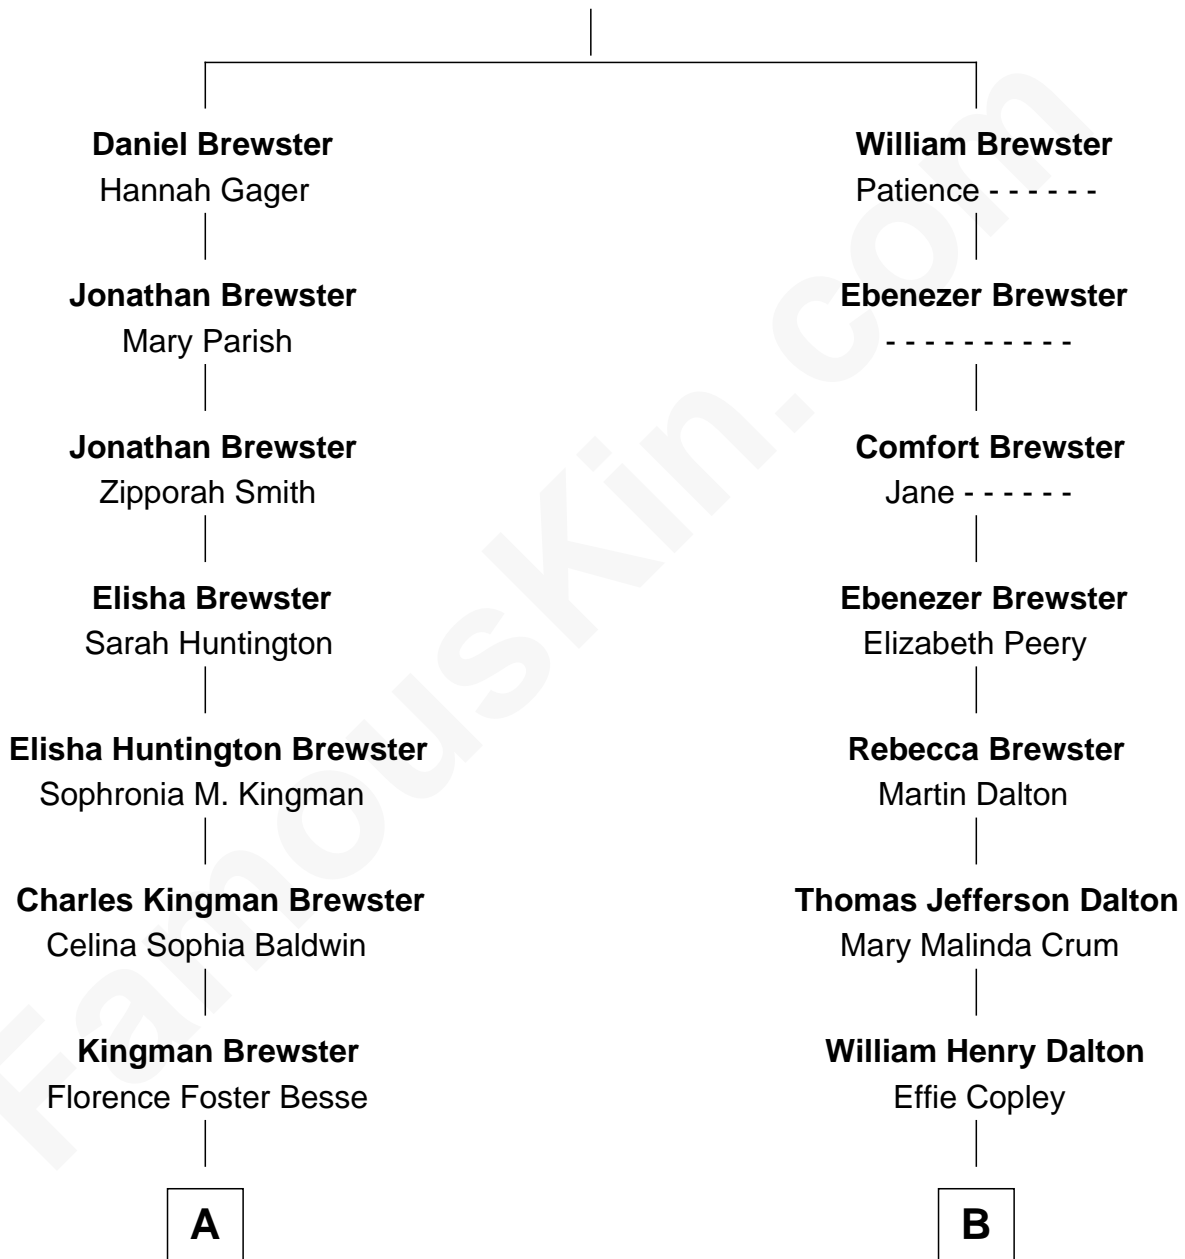 Daniel Brewster
Hannah Gager
Jonathan Brewster
Mary Parish
Jonathan Brewster
Zipporah Smith
Elisha Brewster
Sarah Huntington
Elisha Huntington Brewster
Sophronia M. Kingman
Charles Kingman Brewster
Celina Sophia Baldwin
Kingman Brewster
Florence Foster Besse
A
William Brewster
Patience - - - - - -
Ebenezer Brewster
- - - - - - - - - -
Comfort Brewster
Jane - - - - - -
Ebenezer Brewster
Elizabeth Peery
Rebecca Brewster
Martin Dalton
Thomas Jefferson Dalton
Mary Malinda Crum
William Henry Dalton
Effie Copley
B
FamousKin.com